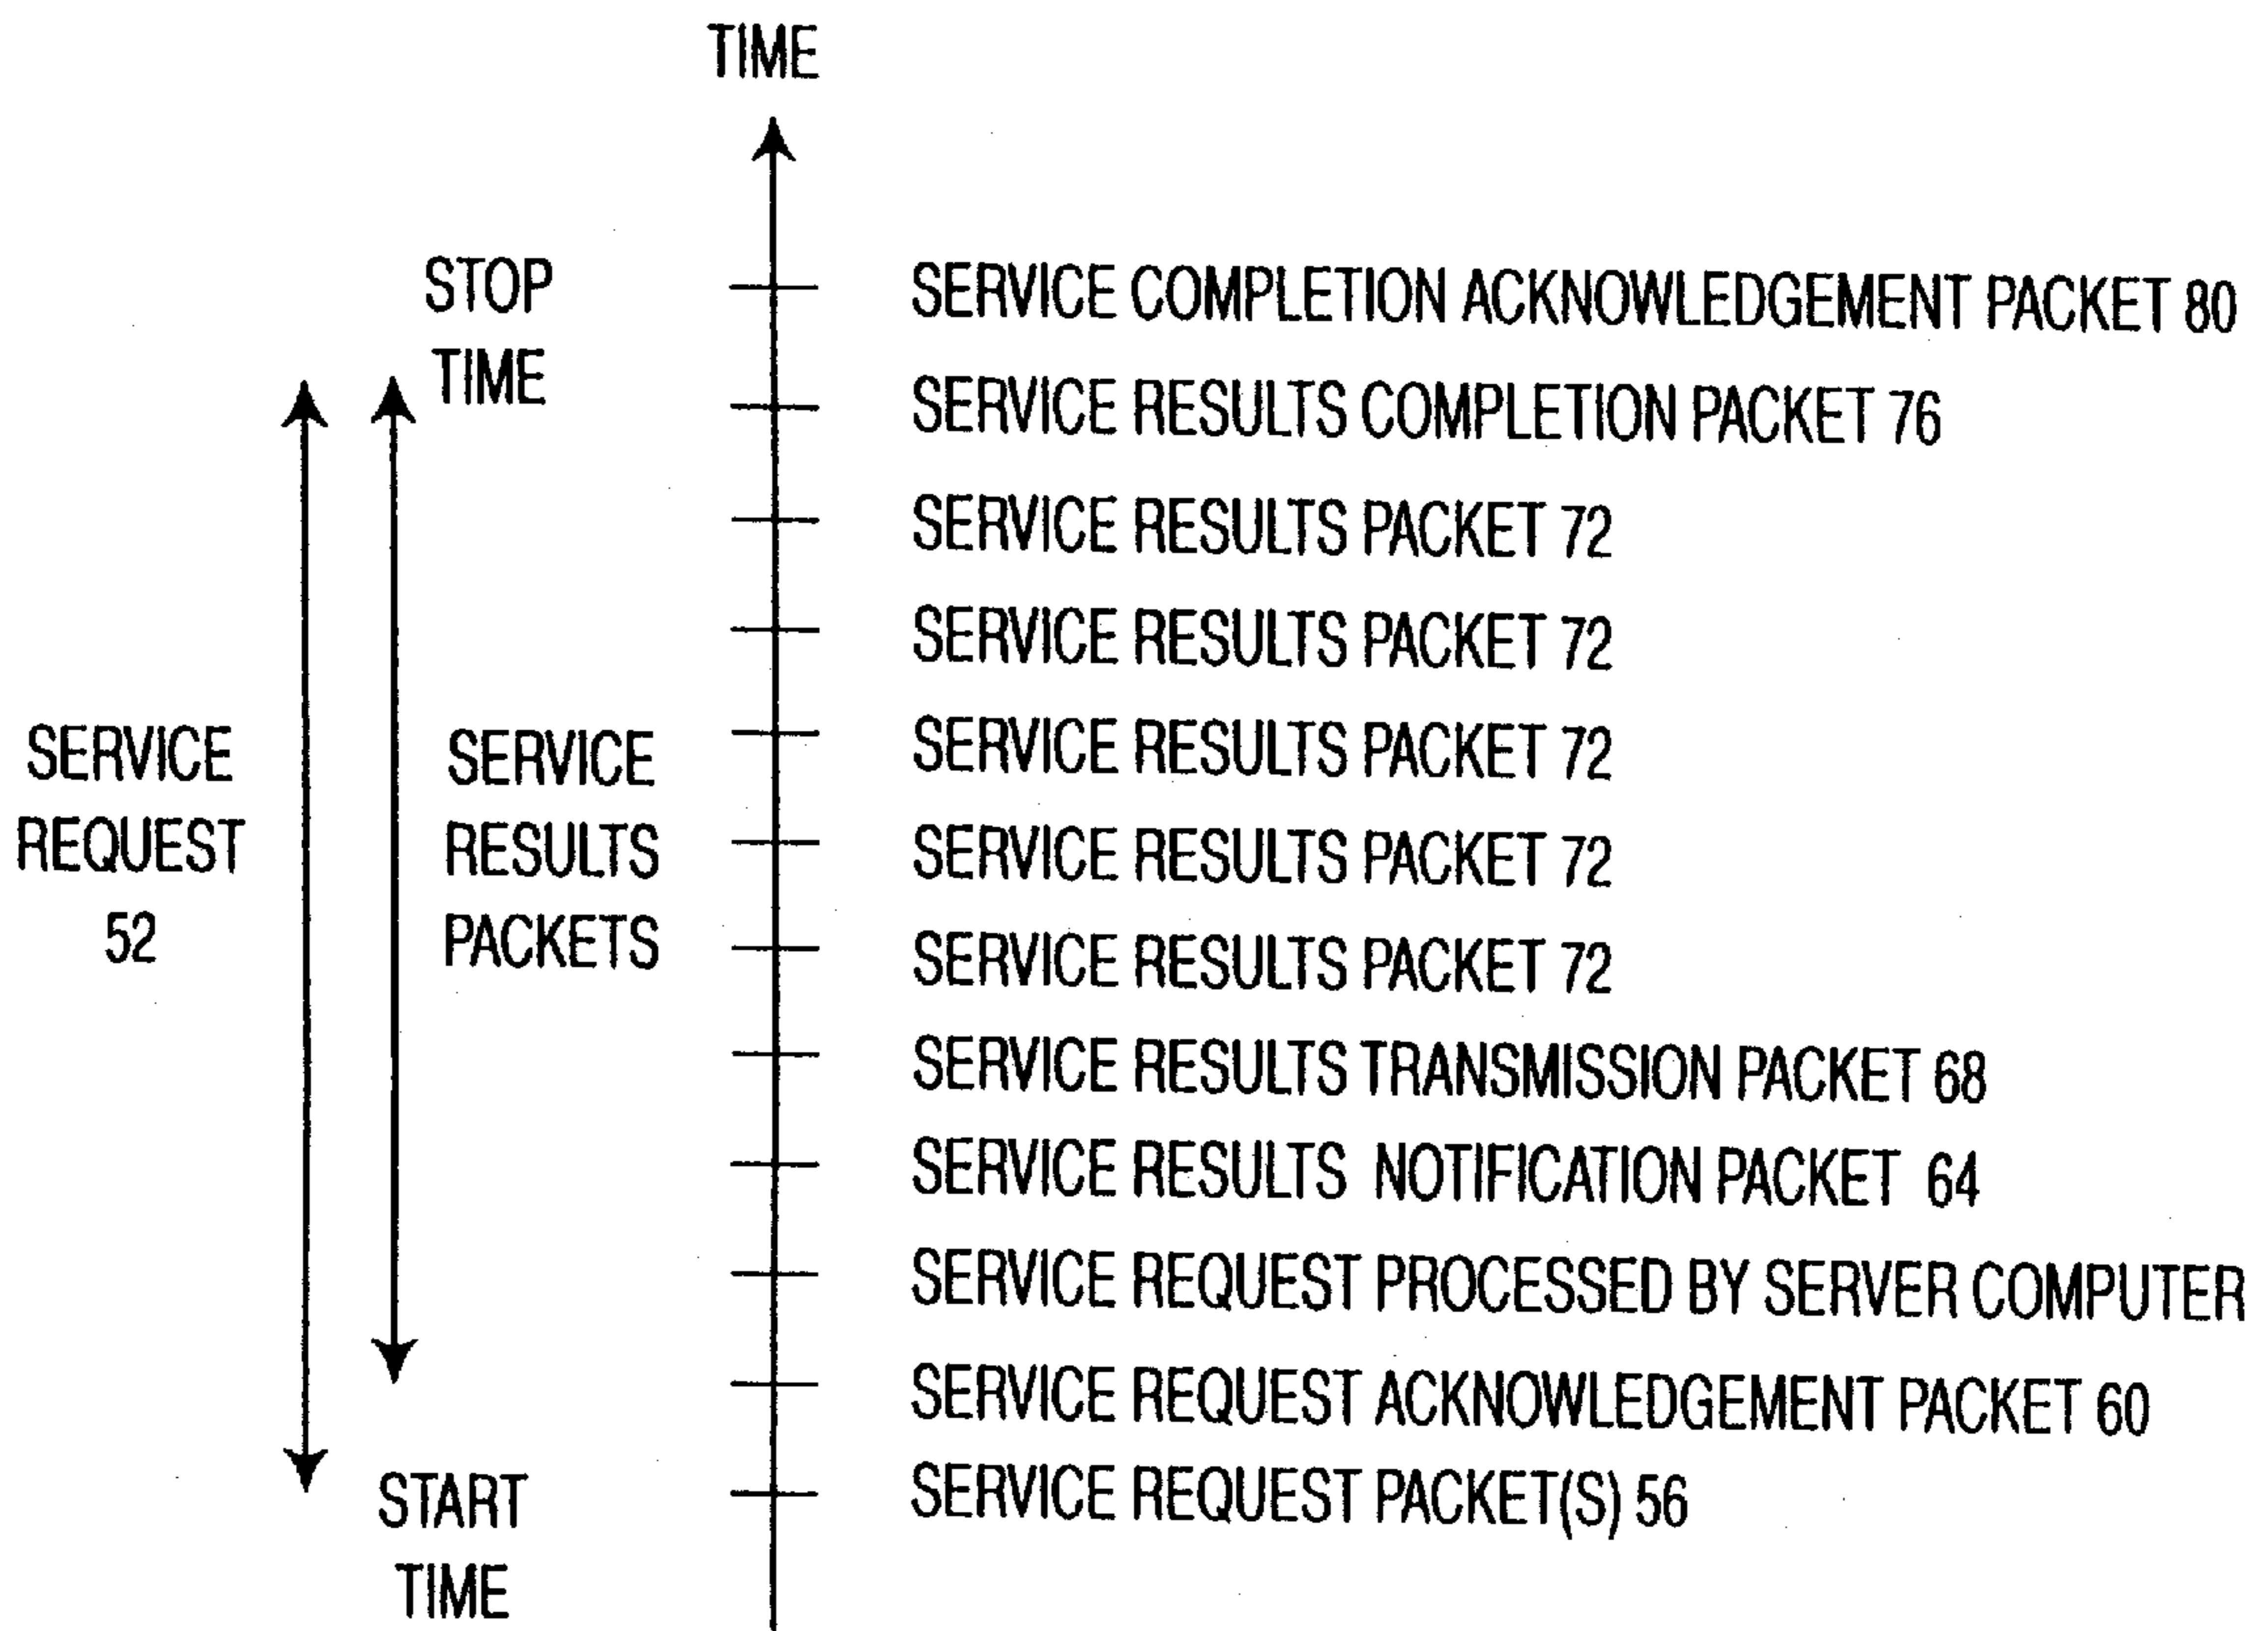 TIME
STOP
TIME
SERVICE
REQUEST
52
SERVICE
RESULTS
PACKETS
START
TIME
SERVICE COMPLETION ACKNOWLEDGEMENT PACKET 80
SERVICE RESULTS COMPLETION PACKET 76
SERVICE RESULTS PACKET 72
SERVICE RESULTS PACKET 72
SERVICE RESULTS PACKET 72
SERVICE RESULTS PACKET 72
SERVICE RESULTS PACKET 72
SERVICE RESULTS TRANSMISSION PACKET 68
SERVICE RESULTS NOTIFICATION PACKET 64
SERVICE REQUEST PROCESSED BY SERVER COMPUTER
SERVICE REQUEST ACKNOWLEDGEMENT PACKET 60
SERVICE REQUEST PACKET(S) 56